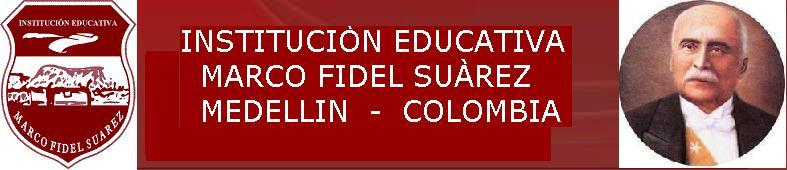 INSTITUCIÓN EDUCATIVA
MARCO FIDEL SUAREZ
INSTITUCIÒN EDUCATIVA
MARCO FIDEL SUÀREZ
MEDELLIN - COLOMBIA